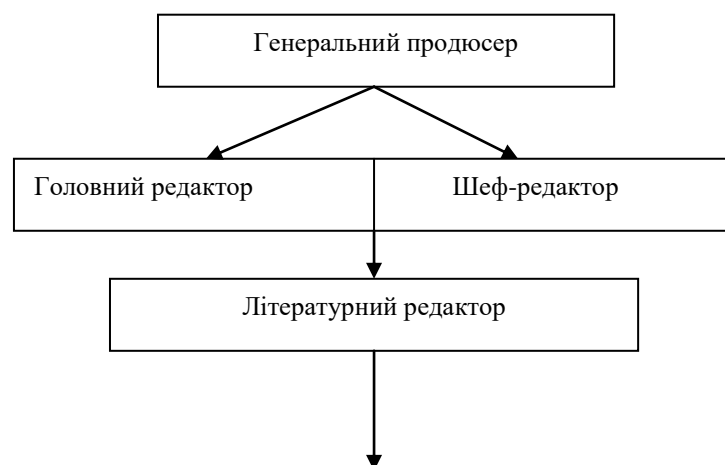 Генеральний продюсер
Головний редактор
Шеф-редактор
Літературний редактор